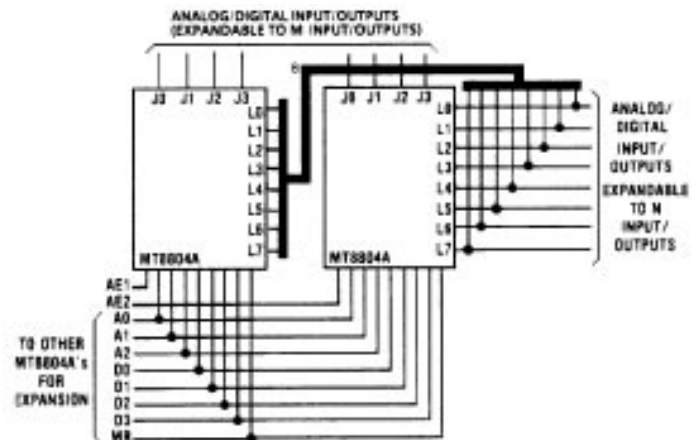 ANALOG/DIGITAL INPUT/OUTPUTS
(EXPANDABLE TO M INPUT/OUTPUTS)
8
J0 J1 J2 J3
J0 J1 J2 J3
L0
L1
L2
L3
L4
L5
L6
L7
MT8804A
L0
L1
L2
L3
L4
L5
L6
L7
MT8804A
ANALOG/
DIGITAL
INPUT/
OUTPUTS
EXPANDABLE
TO N
INPUT/
OUTPUTS
AE1
AE2
A0
A1
A2
D0
D1
D2
D3
MR
TO OTHER
MT8804A's
FOR
EXPANSION